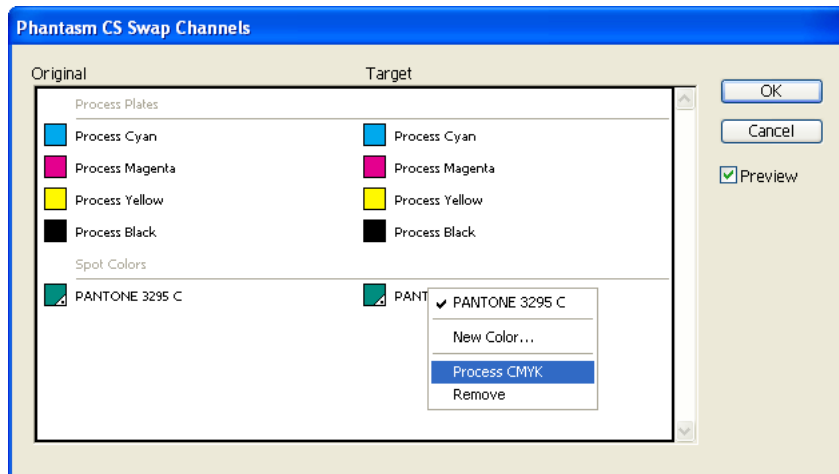 Phantasm CS Swap Channels
Original Target
OK
Process Plates
Process Cyan Process Cyan
Cancel
Process Magenta Process Magenta
Preview
Process Yellow Process Yellow
Process Black Process Black
Spot Colors
PANTONE 3295 C PANT
PANTONE 3295 C
New Color...
Process CMYK
Remove